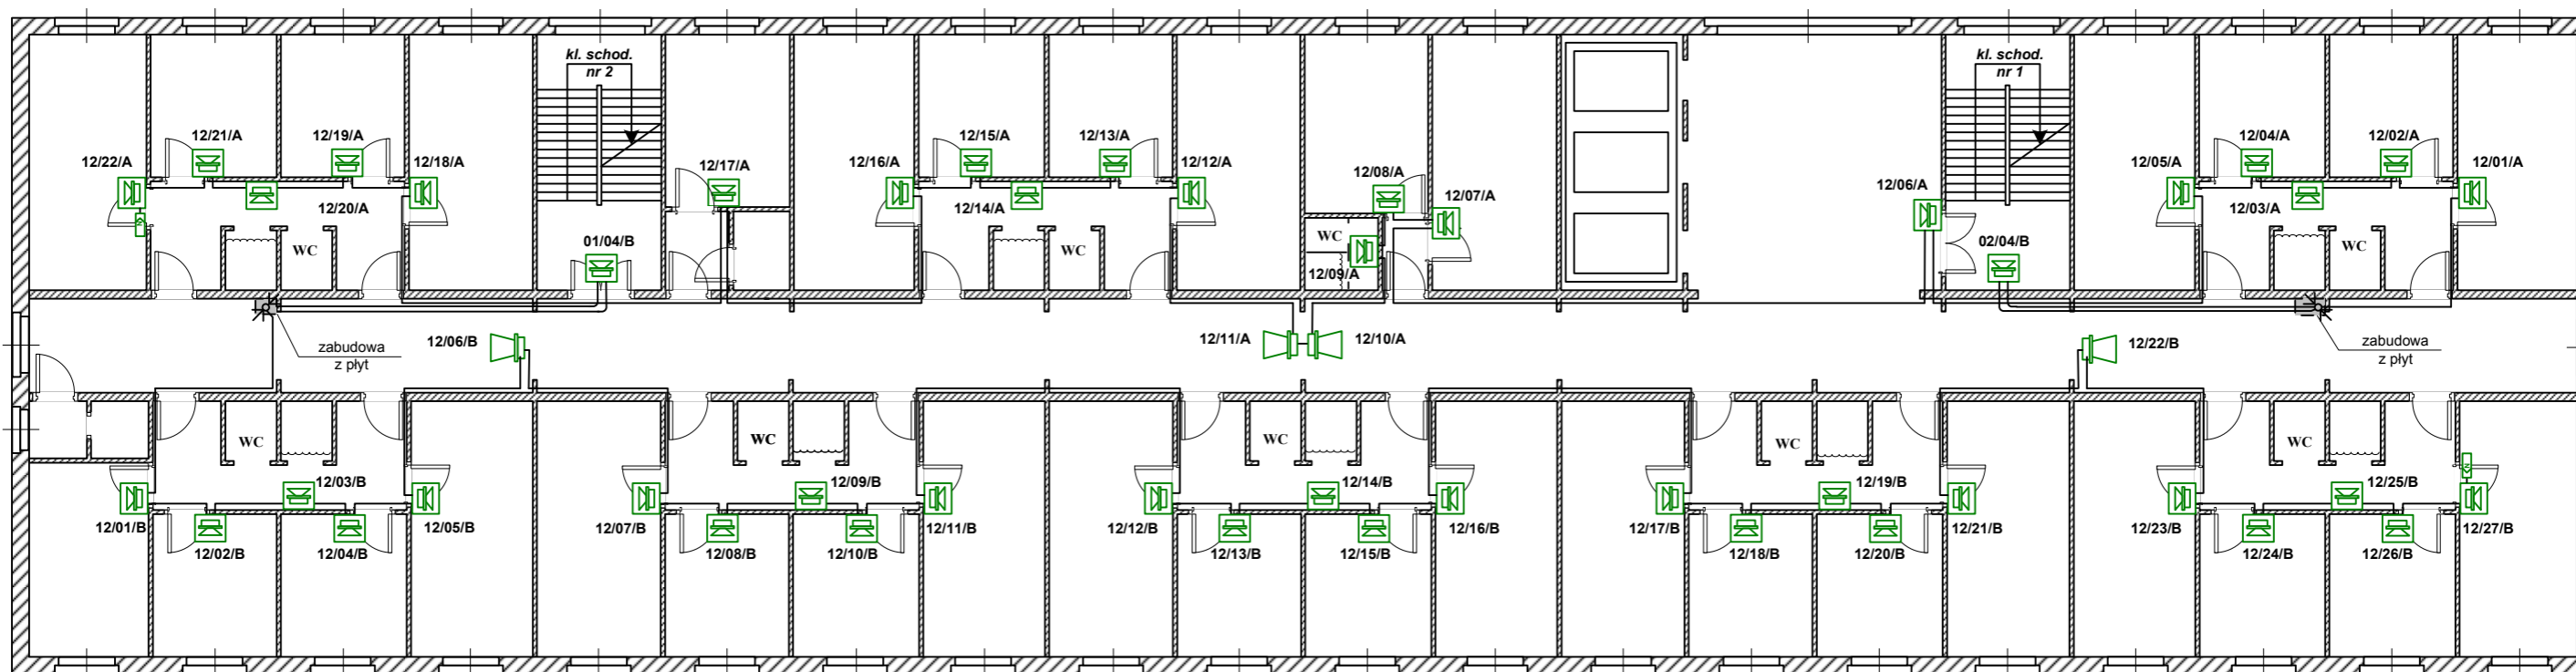 kl. schod.
nr 2
kl. schod.
nr 1
12/21/A
12/19/A
12/15/A
12/13/A
12/04/A
12/02/A
12/22/A
12/18/A
12/17/A
12/16/A
12/12/A
12/08/A
12/05/A
12/01/A
12/07/A
12/06/A
12/20/A
12/14/A
12/03/A
WC
01/04/B
WC
WC
12/09/A
02/04/B
WC
12/06/B
12/11/A
12/10/A
12/22/B
zabudowa
z płyt
zabudowa
z płyt
WC
WC
WC
WC
WC
12/03/B
12/09/B
12/14/B
12/19/B
12/25/B
12/01/B
12/05/B
12/07/B
12/11/B
12/12/B
12/16/B
12/17/B
12/21/B
12/23/B
12/27/B
12/02/B
12/04/B
12/08/B
12/10/B
12/13/B
12/15/B
12/18/B
12/20/B
12/24/B
12/26/B